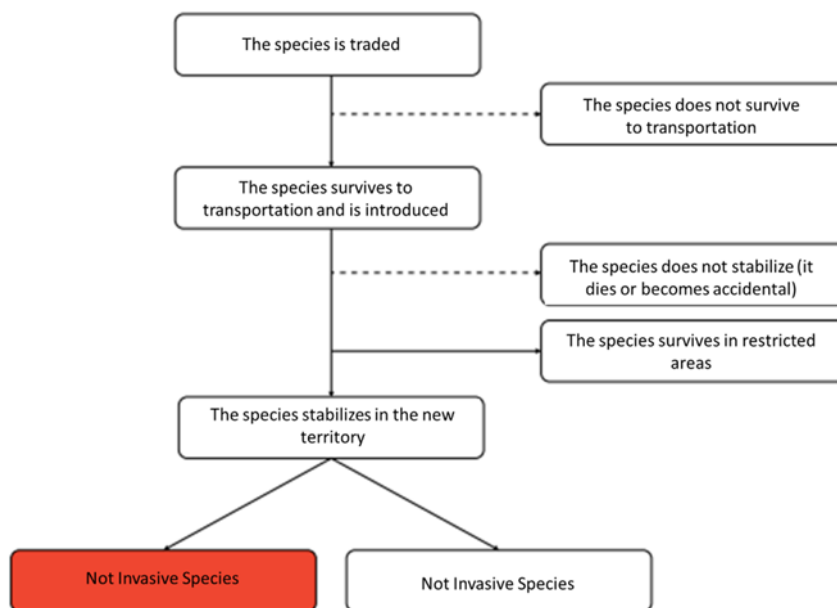 The species is traded
The species does not survive
to transportation
The species survives to
transportation and is introduced
The species does not stabilize (it
dies or becomes accidental)
The species survives in restricted
areas
The species stabilizes in the new
territory
Not Invasive Species
Not Invasive Species